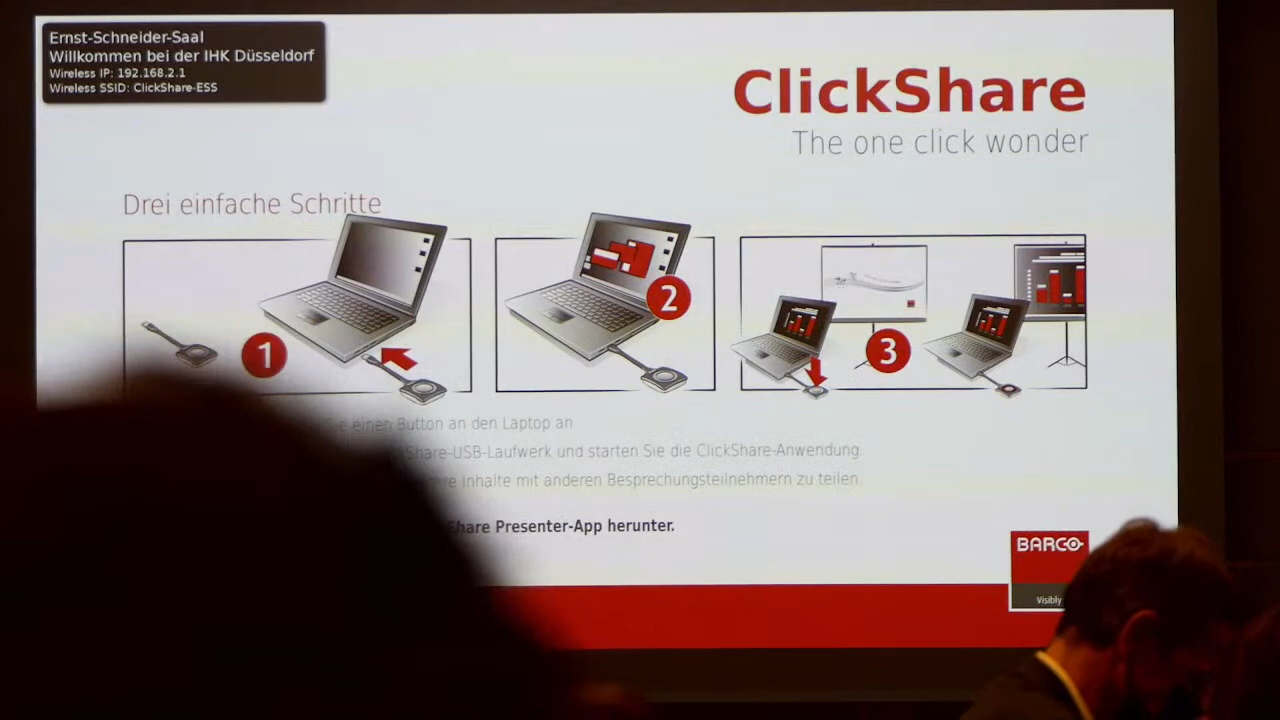 Ernst-Schneider-Saal
Willkommen bei der IHK Düsseldorf
Wireless IP: 192.168.2.1
Wireless SSID: ClickShare-ESS
ClickShare
The one click wonder
Drei einfache Schritte
1
2
3
Sie einen Button an den Laptop an
Share-USB-Laufwerk und starten Sie die ClickShare-Anwendung.
Inhalte mit anderen Besprechungsteilnehmern zu teilen.
Share Presenter-App herunter.
BARCO
Visibly